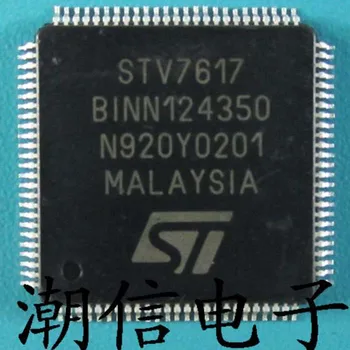 STV7617
BINN124350
N920Y0201
MALAYSIA
ST
潮信电子